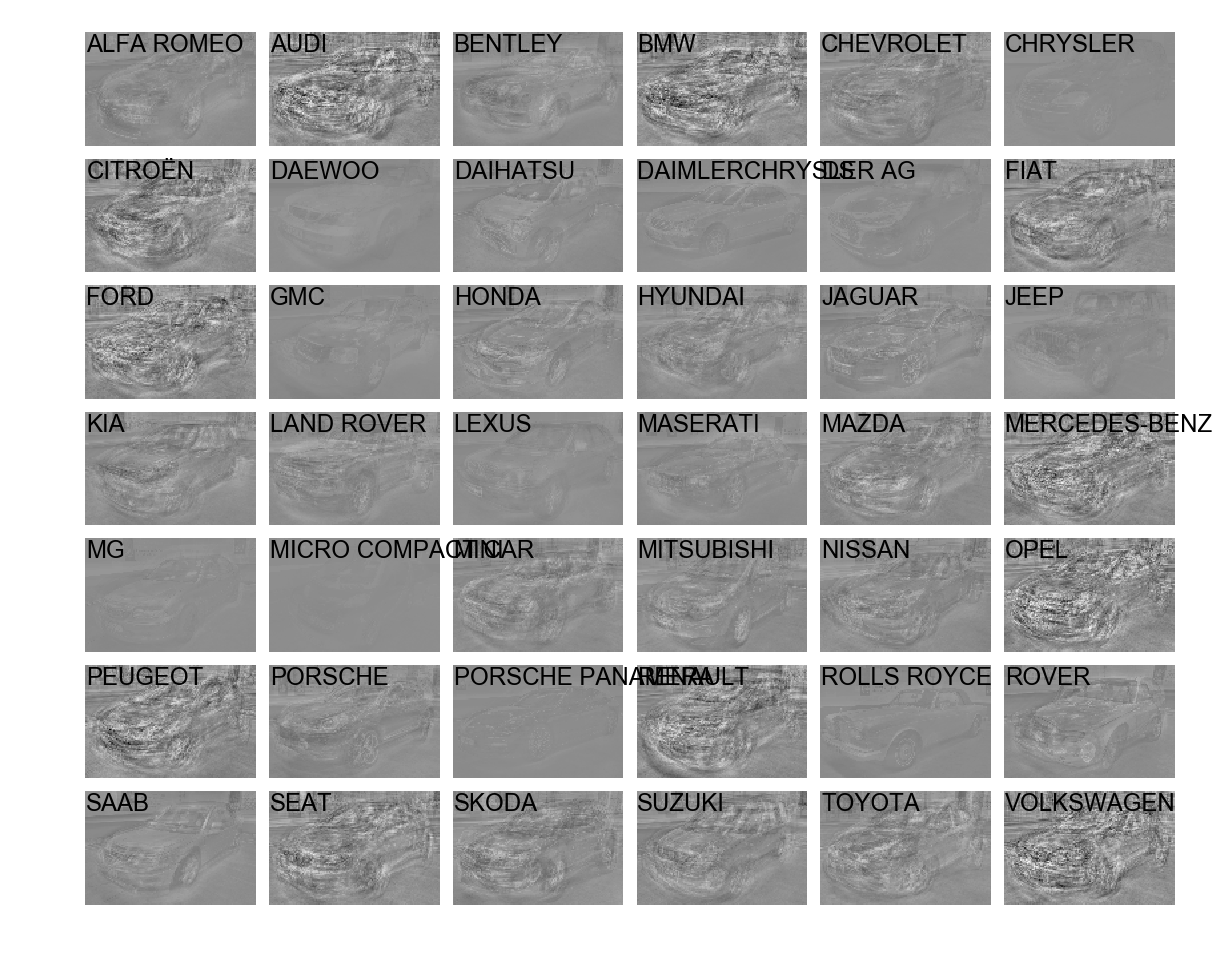 ALFA ROMEO
AUDI
BENTLEY
BMW
CHEVROLET
CHRYSLER
CITROËN
DAEWOO
DAIHATSU
DAIMLERCHRYSLER AG
DS
FIAT
FORD
GMC
HONDA
HYUNDAI
JAGUAR
JEEP
KIA
LAND ROVER
LEXUS
MASERATI
MAZDA
MERCEDES-BENZ
MG
MICRO COMPACT CAR
MINI
MITSUBISHI
NISSAN
OPEL
PEUGEOT
PORSCHE
PORSCHE PANAMERA
RENAULT
ROLLS ROYCE
ROVER
SAAB
SEAT
SKODA
SUZUKI
TOYOTA
VOLKSWAGEN